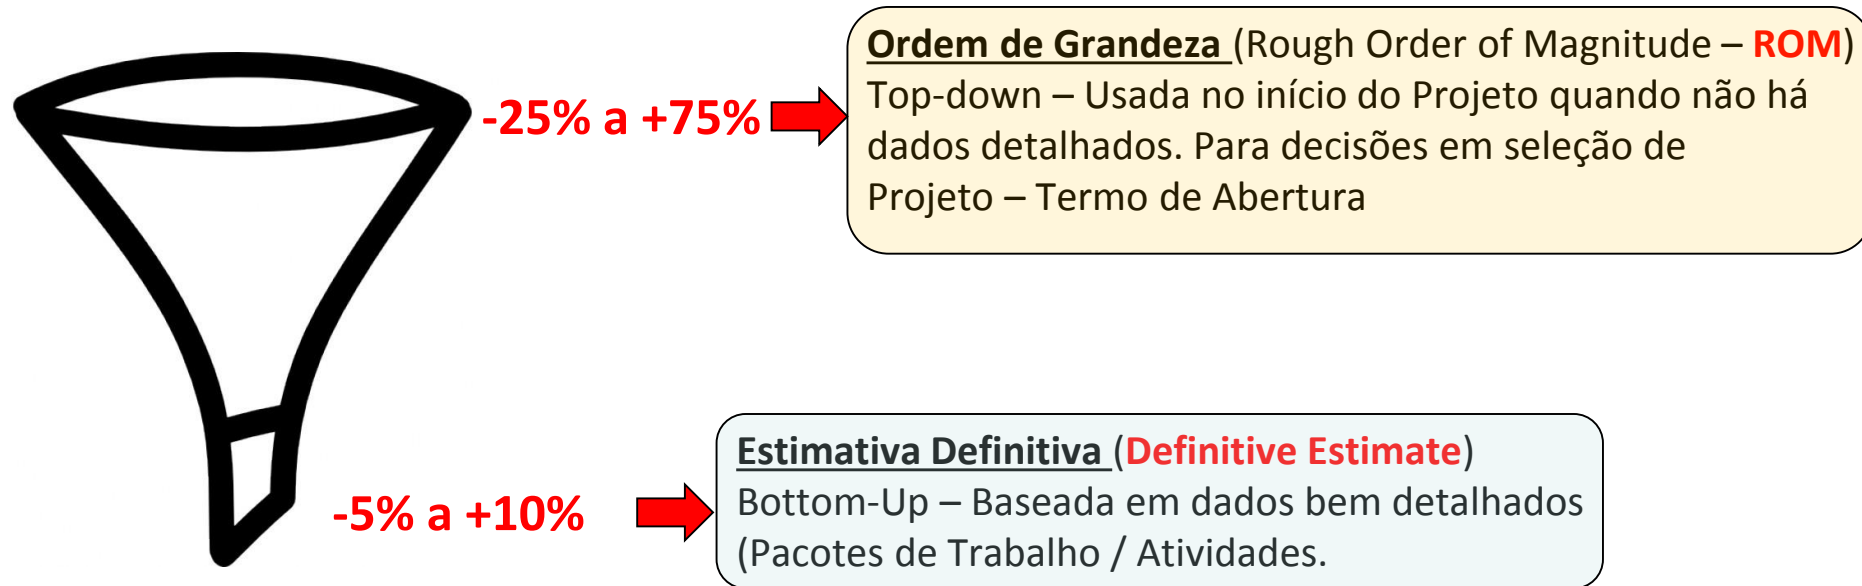 Ordem de Grandeza (Rough Order of Magnitude – ROM)
-25% a +75%
Top-down – Usada no início do Projeto quando não há
dados detalhados. Para decisões em seleção de
Projeto – Termo de Abertura
Estimativa Definitiva (Definitive Estimate)
-5% a +10%
Bottom-Up – Baseada em dados bem detalhados
(Pacotes de Trabalho / Atividades.